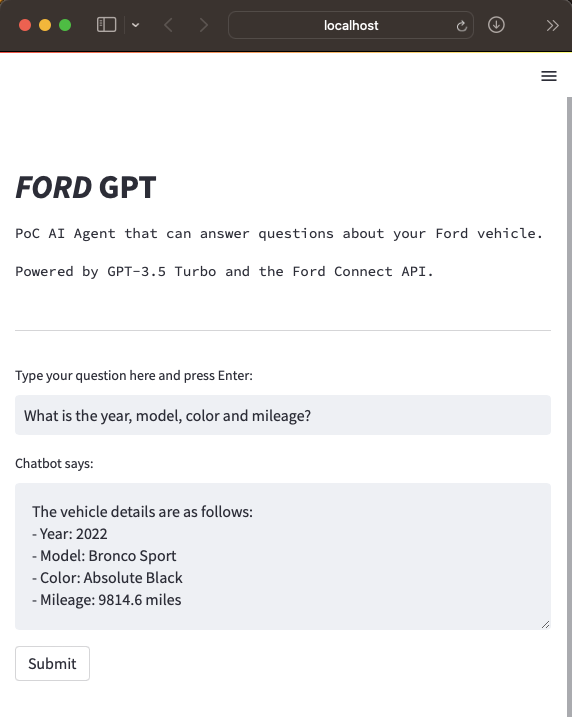 localhost
FORD GPT
PoC AI Agent that can answer questions about your Ford vehicle.
Powered by GPT-3.5 Turbo and the Ford Connect API.
Type your question here and press Enter:
What is the year, model, color and mileage?
Chatbot says:
The vehicle details are as follows:
- Year: 2022
- Model: Bronco Sport
- Color: Absolute Black
- Mileage: 9814.6 miles
Submit